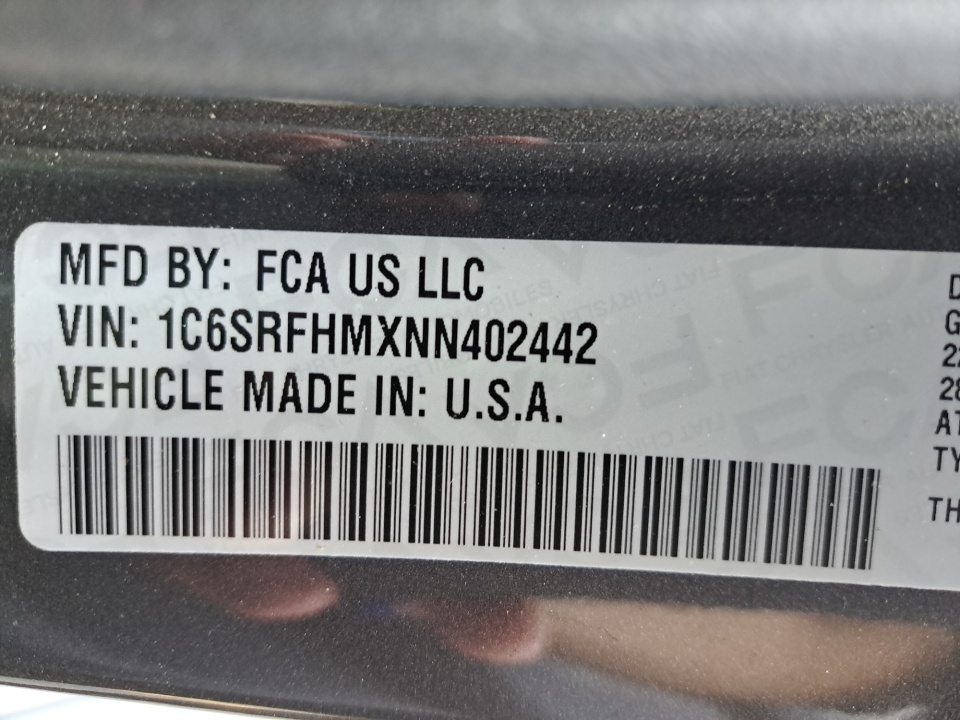 MFD BY: FCA US LLC
VIN: 1C6SRFHMXNN402442
VEHICLE MADE IN: U.S.A.